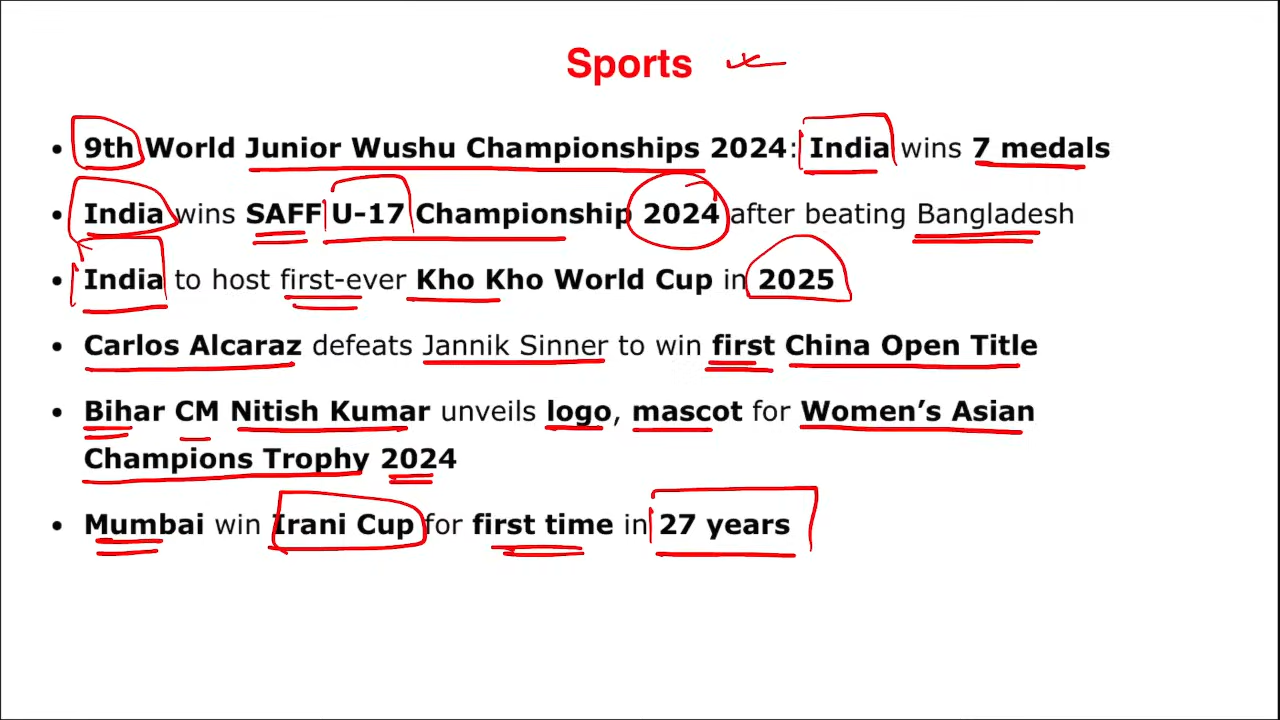 Sports
• 9th World Junior Wushu Championships 2024: India wins 7 medals
• India wins SAFF U-17 Championship 2024 after beating Bangladesh
• India to host first-ever Kho Kho World Cup in 2025
• Carlos Alcaraz defeats Jannik Sinner to win first China Open Title
• Bihar CM Nitish Kumar unveils logo, mascot for Women’s Asian
Champions Trophy 2024
• Mumbai win Irani Cup for first time in 27 years